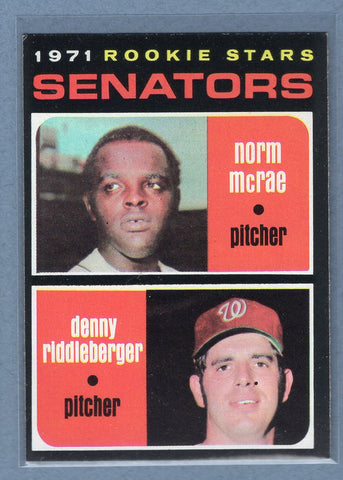 1971 ROOKIE STARS
SENATORS
norm
mcrae
pitcher
denny
riddleberger
pitcher
W